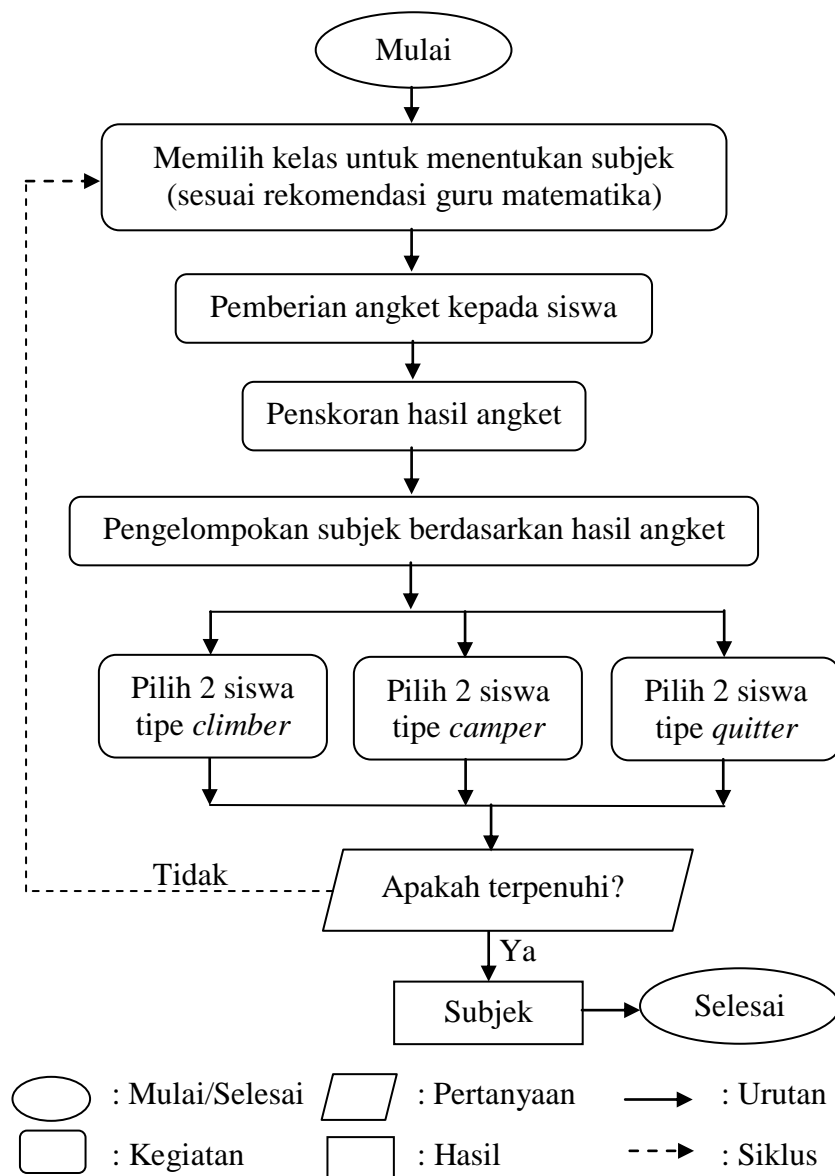 Mulai
Memilih kelas untuk menentukan subjek
(sesuai rekomendasi guru matematika)
Pemberian angket kepada siswa
Penskoran hasil angket
Pengelompokan subjek berdasarkan hasil angket
Pilih 2 siswa
tipe climber
Pilih 2 siswa
tipe camper
Pilih 2 siswa
tipe quitter
Tidak
Apakah terpenuhi?
Ya
Subjek
Selesai
: Mulai/Selesai
: Pertanyaan
: Urutan
: Kegiatan
: Hasil
: Siklus